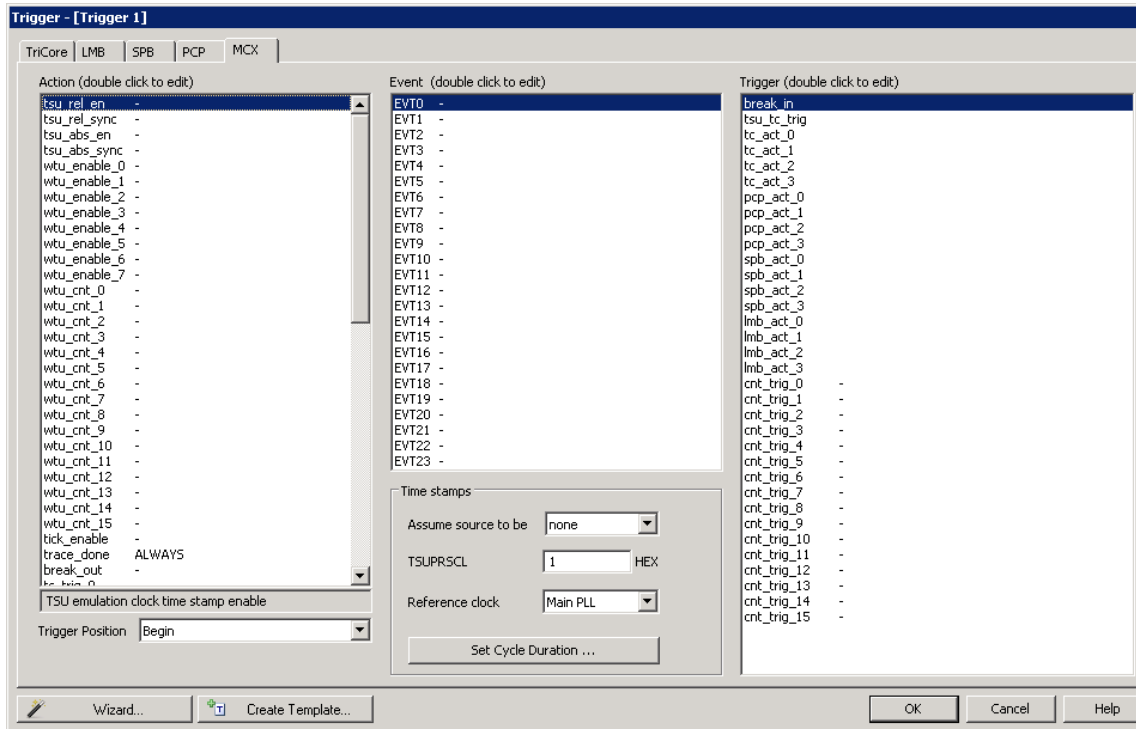 Trigger - [Trigger 1]
TriCore LMB SPB PCP MCX
Action (double click to edit)
tsu_rel_en -
tsu_rel_sync -
tsu_abs_en -
tsu_abs_sync -
wtu_enable_0 -
wtu_enable_1 -
wtu_enable_2 -
wtu_enable_3 -
wtu_enable_4 -
wtu_enable_5 -
wtu_enable_6 -
wtu_enable_7 -
wtu_cnt_0 -
wtu_cnt_1 -
wtu_cnt_2 -
wtu_cnt_3 -
wtu_cnt_4 -
wtu_cnt_5 -
wtu_cnt_6 -
wtu_cnt_7 -
wtu_cnt_8 -
wtu_cnt_9 -
wtu_cnt_10 -
wtu_cnt_11 -
wtu_cnt_12 -
wtu_cnt_13 -
wtu_cnt_14 -
wtu_cnt_15 -
tick_enable -
trace_done ALWAYS
break_out -
tc_trig_0
TSU emulation clock time stamp enable
Trigger Position Begin
Event (double click to edit)
EVT0 -
EVT1 -
EVT2 -
EVT3 -
EVT4 -
EVT5 -
EVT6 -
EVT7 -
EVT8 -
EVT9 -
EVT10 -
EVT11 -
EVT12 -
EVT13 -
EVT14 -
EVT15 -
EVT16 -
EVT17 -
EVT18 -
EVT19 -
EVT20 -
EVT21 -
EVT22 -
EVT23 -
Time stamps
Assume source to be none
TSUPRSCL 1 HEX
Reference clock Main PLL
Set Cycle Duration ...
Trigger (double click to edit)
break_in
tsu_tc_trig
tc_act_0
tc_act_1
tc_act_2
tc_act_3
pcp_act_0
pcp_act_1
pcp_act_2
pcp_act_3
spb_act_0
spb_act_1
spb_act_2
spb_act_3
lmb_act_0
lmb_act_1
lmb_act_2
lmb_act_3
cnt_trig_0 -
cnt_trig_1 -
cnt_trig_2 -
cnt_trig_3 -
cnt_trig_4 -
cnt_trig_5 -
cnt_trig_6 -
cnt_trig_7 -
cnt_trig_8 -
cnt_trig_9 -
cnt_trig_10 -
cnt_trig_11 -
cnt_trig_12 -
cnt_trig_13 -
cnt_trig_14 -
cnt_trig_15 -
Wizard... Create Template... OK Cancel Help